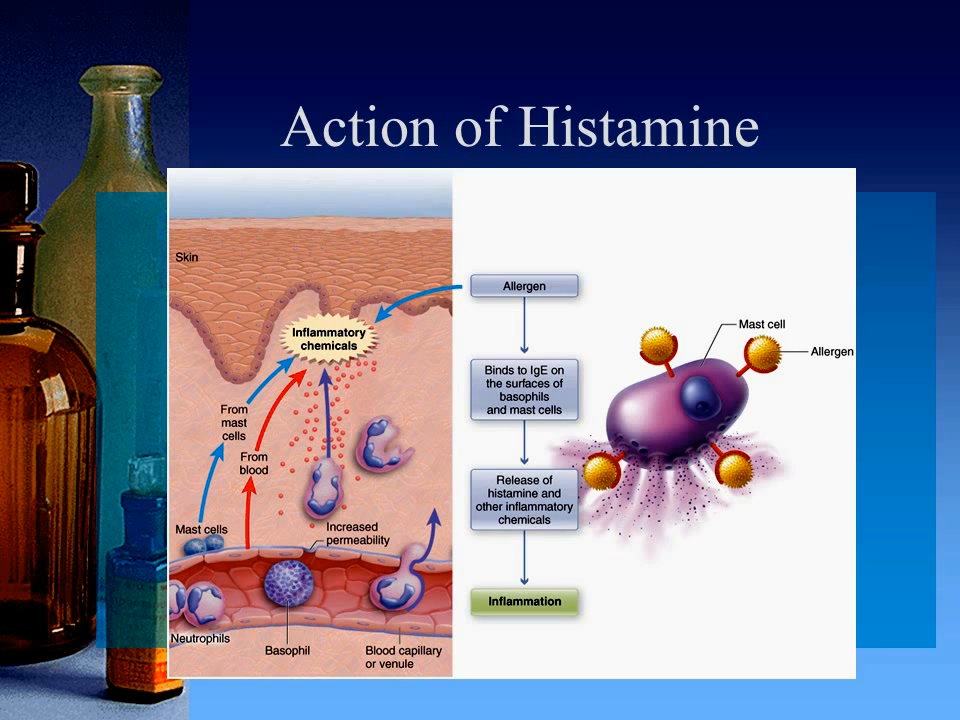 Action of Histamine
Skin
Inflammatory
chemicals
From
mast
cells
From
blood
Mast cells
Increased
permeability
Neutrophils
Basophil
Blood capillary
or venule
Allergen
Binds to IgE on
the surfaces of
basophils
and mast cells
Release of
histamine and
other inflammatory
chemicals
Inflammation
Mast cell
Allergen